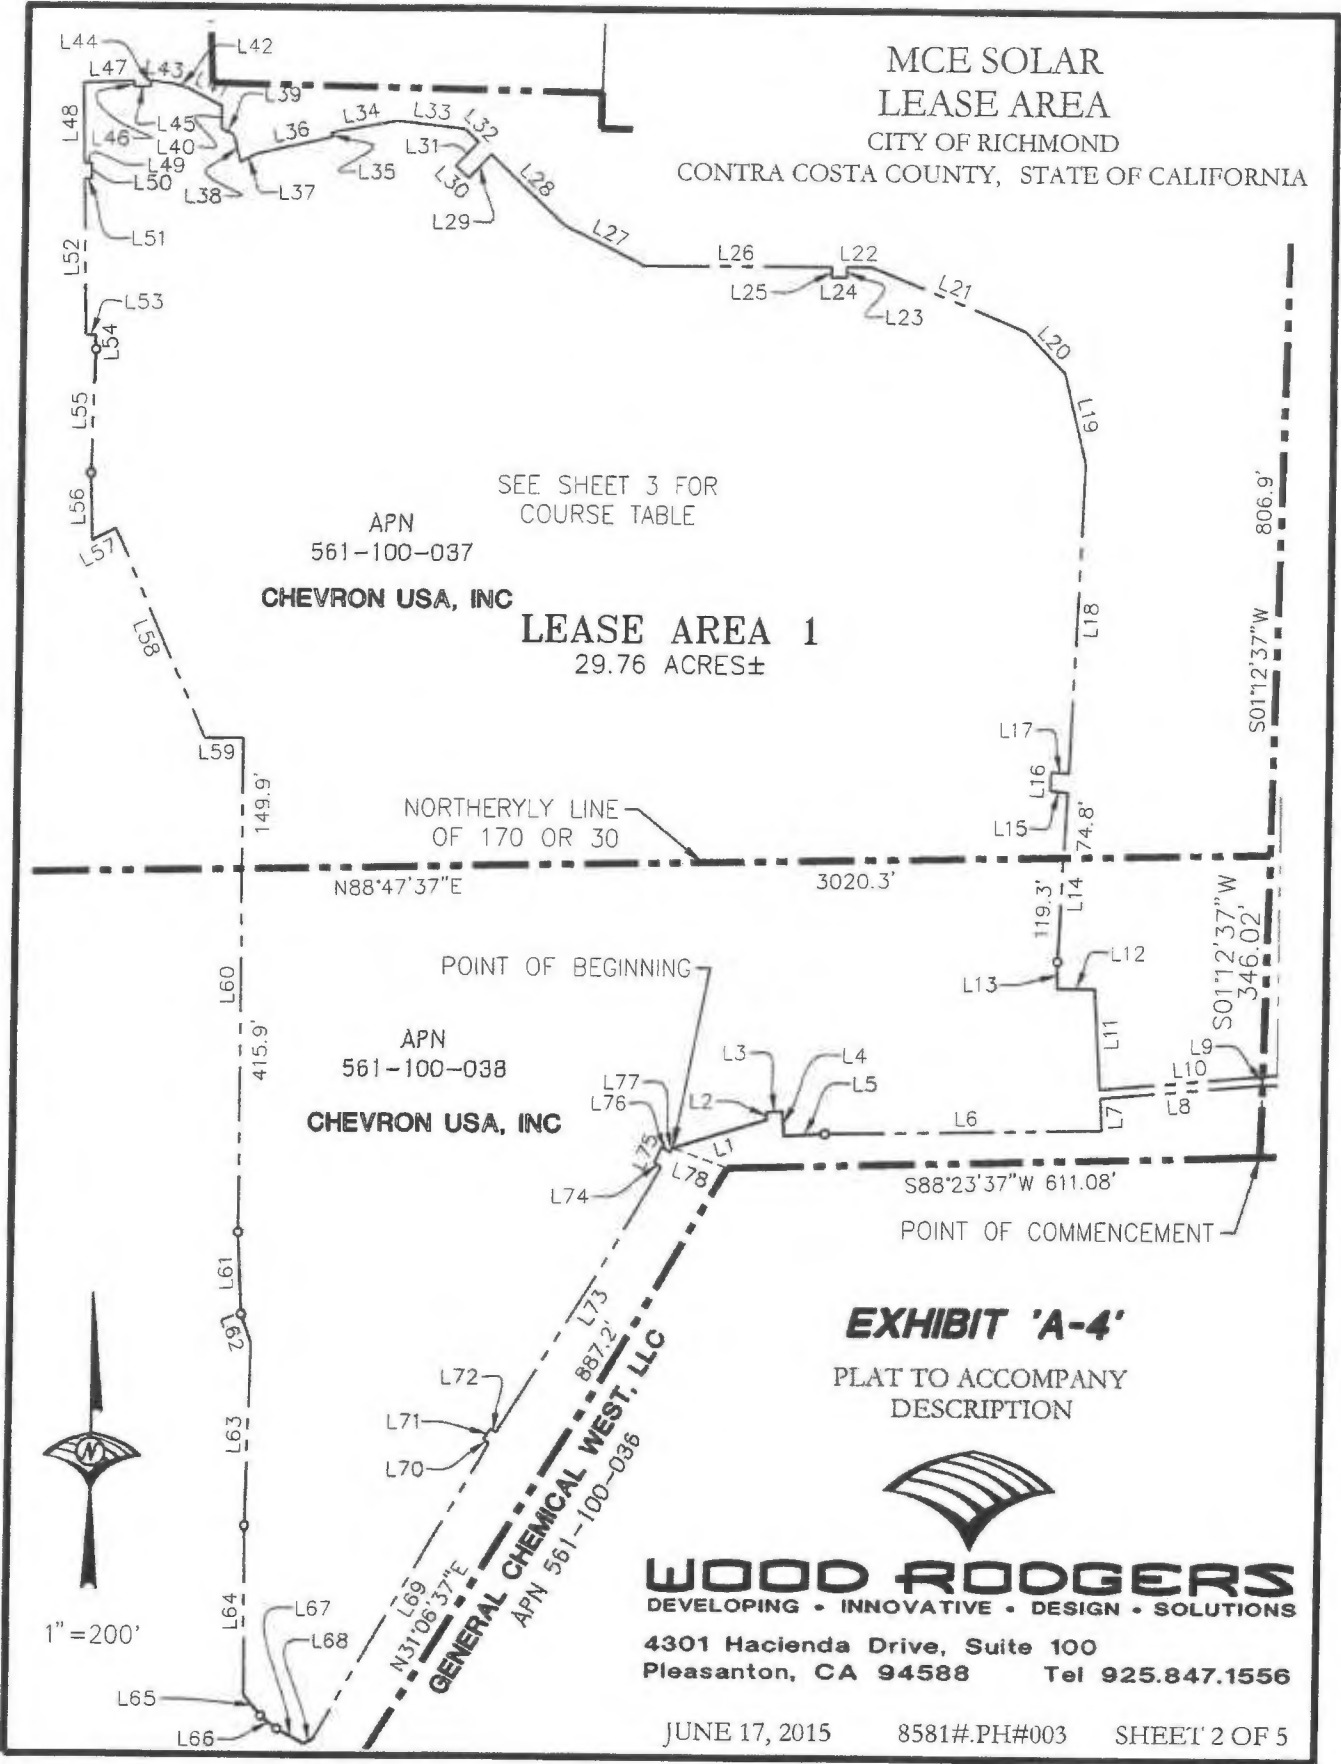 MCE SOLAR
LEASE AREA
CITY OF RICHMOND
CONTRA COSTA COUNTY, STATE OF CALIFORNIA
L44
L47
L43
L42
L39
L48
L46
L45
L40
L49
L50
L38
L36
L37
L34
L35
L33
L32
L31
L30
L29
L28
L27
L26
L25
L24
L22
L23
L21
L20
L19
L51
L52
L53
L54
L55
L56
L57
L58
L59
SEE SHEET 3 FOR
COURSE TABLE
APN
561-100-037
CHEVRON USA, INC
LEASE AREA 1
29.76 ACRES±
L18
L17
L16
L15
74.8'
806.9'
S01°12'37"W
149.9'
NORTHERYLY LINE
OF 170 OR 30
N88°47'37"E
3020.3'
119.3'
L14
L13
L12
L11
S01°12'37"W
346.02'
L9
L10
L8
L7
L60
415.9'
POINT OF BEGINNING
APN
561-100-038
CHEVRON USA, INC
L3
L4
L5
L77
L76
L2
L1
L6
L75
L74
L78
S88°23'37"W 611.08'
POINT OF COMMENCEMENT
L61
L62
L63
L64
L73
887.2'
L72
L71
L70
L69
N31°06'37"E
GENERAL CHEMICAL WEST, LLC
APN 561-100-036
L67
L68
L65
L66
N
1"=200'
EXHIBIT 'A-4'
PLAT TO ACCOMPANY
DESCRIPTION
WOOD RODGERS
DEVELOPING • INNOVATIVE • DESIGN • SOLUTIONS
4301 Hacienda Drive, Suite 100
Pleasanton, CA 94588 Tel 925.847.1556
JUNE 17, 2015 8581#.PH#003 SHEET 2 OF 5